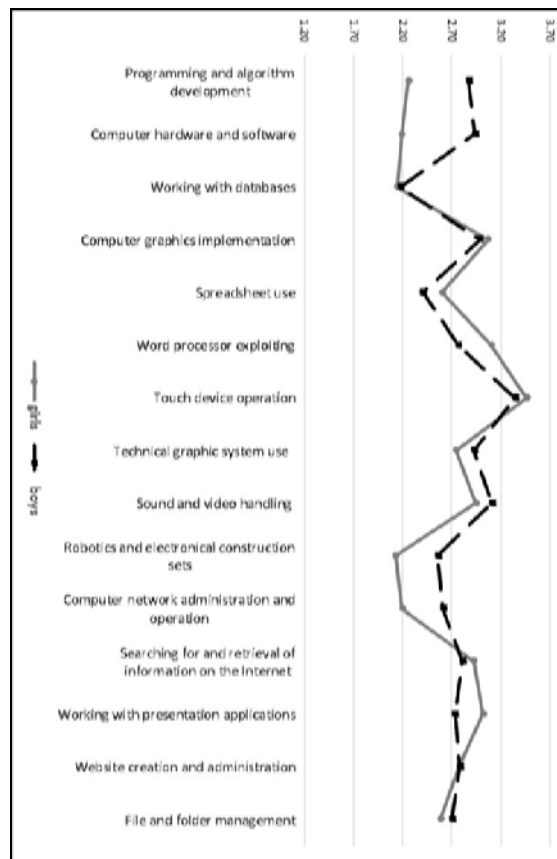 1.20
1.70
2.20
2.70
3.20
3.70
Programming and algorithm
development
Computer hardware and software
Working with databases
Computer graphics implementation
Spreadsheet use
Word processor exploiting
Touch device operation
Technical graphic system use
Sound and video handling
Robotics and electronical construction
sets
Computer network administration and
operation
Searching for and retrieval of
information on the Internet
Working with presentation applications
Website creation and administration
File and folder management
girls
boys